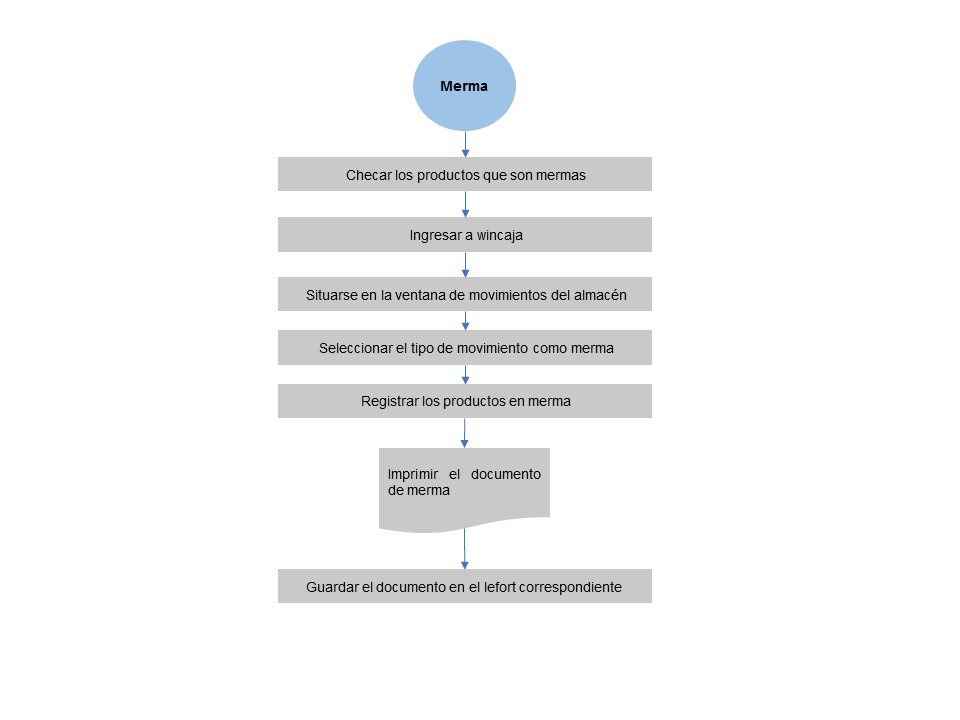 Merma
Checar los productos que son mermas
Ingresar a wincaja
Situarse en la ventana de movimientos del almacén
Seleccionar el tipo de movimiento como merma
Registrar los productos en merma
Imprimir el documento
de merma
Guardar el documento en el lefort correspondiente